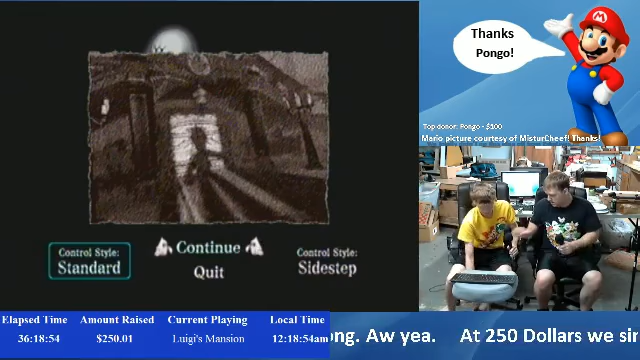 Thanks
Pongo!
Top donor: Pongo - $100
Mario picture courtesy of MisturCheef! Thanks!
Control Style:
Standard
Continue
Quit
Control Style:
Sidestep
Elapsed Time
36:18:54
Amount Raised
$250.01
Current Playing
Luigi's Mansion
Local Time
12:18:54am
ong. Aw yea. At 250 Dollars we sin